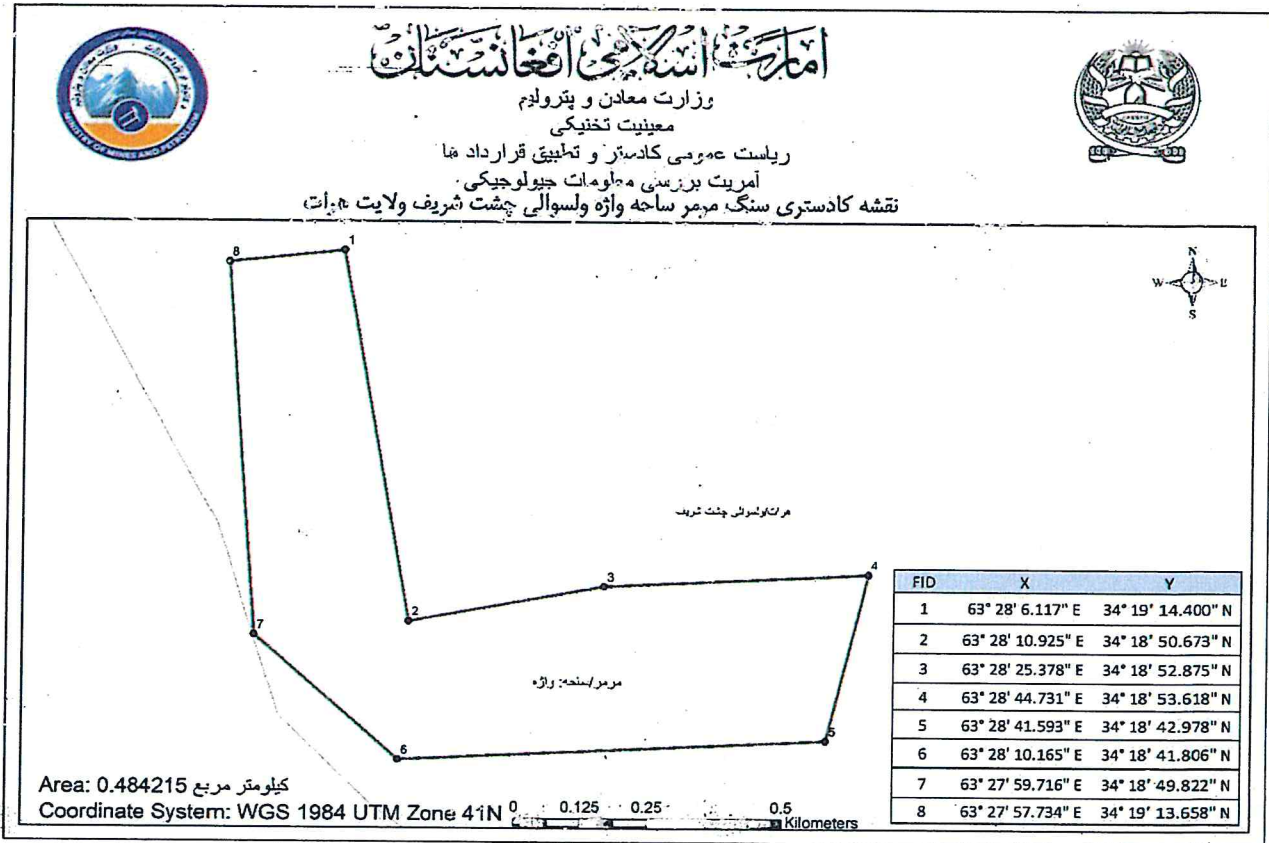 امارت اسلامی افغانستان
وزارت معادن و پترولیم
معینیت تخنیکی
ریاست عمومی کادستر و تطبیق قرارداد ها
آمریت بررسی معلومات جیولوجیکی
نقشه کادستری سنگ مرمر ساحه واژه ولسوالی چشت شریف ولایت هرات
MINISTRY OF MINES AND PETROLEUM
8 1
N
W E
S
هرات/ولسوالی چشت شریف
2 3 4
7
مرمر/ساحه: واژه
6 5
FID X Y
1 63° 28' 6.117" E 34° 19' 14.400" N
2 63° 28' 10.925" E 34° 18' 50.673" N
3 63° 28' 25.378" E 34° 18' 52.875" N
4 63° 28' 44.731" E 34° 18' 53.618" N
5 63° 28' 41.593" E 34° 18' 42.978" N
6 63° 28' 10.165" E 34° 18' 41.806" N
7 63° 27' 59.716" E 34° 18' 49.822" N
8 63° 27' 57.734" E 34° 19' 13.658" N
Area: 0.484215 کیلومتر مربع
Coordinate System: WGS 1984 UTM Zone 41N
0 0.125 0.25 0.5
Kilometers